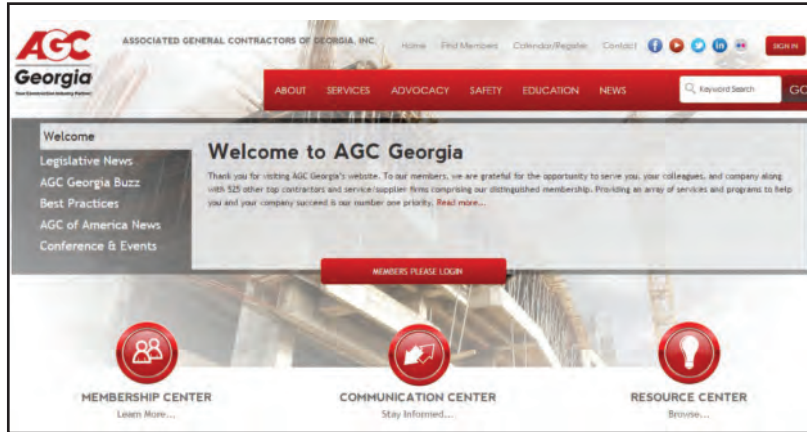 AGC
Georgia
Your Construction Industry Partner
ASSOCIATED GENERAL CONTRACTORS OF GEORGIA, INC.
Home Find Members Calendar/Register Contact
SIGN IN
ABOUT SERVICES ADVOCACY SAFETY EDUCATION NEWS
Keyword Search GO
Welcome
Legislative News
AGC Georgia Buzz
Best Practices
AGC of America News
Conference & Events
Welcome to AGC Georgia
Thank you for visiting AGC Georgia's website. To our members, we are grateful for the opportunity to serve you, your colleagues, and company along
with 525 other top contractors and service/supplier firms comprising our distinguished membership. Providing an array of services and programs to help
you and your company succeed is our number one priority. Read more...
MEMBERS PLEASE LOGIN
MEMBERSHIP CENTER
Learn More...
COMMUNICATION CENTER
Stay Informed...
RESOURCE CENTER
Browse...